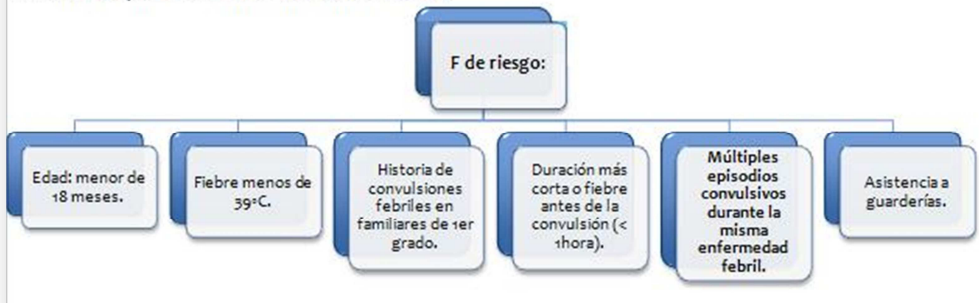 F de riesgo:
Edad: menor de
18 meses.
Fiebre menos de
39ºC.
Historia de
convulsiones
febriles en
familiares de 1er
grado.
Duración más
corta o fiebre
antes de la
convulsión (<
1hora).
Múltiples
episodios
convulsivos
durante la
misma
enfermedad
febril.
Asistencia a
guarderías.